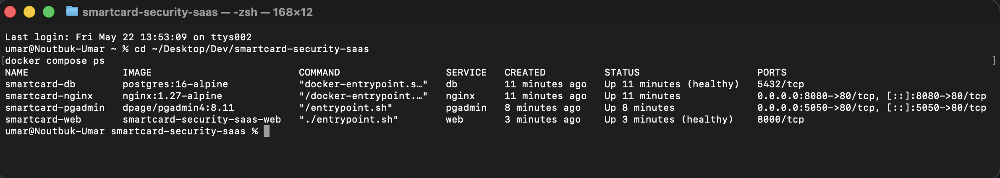 smartcard-security-saas — -zsh — 168×12
Last login: Fri May 22 13:53:09 on ttys002
umar@Noutbuk-Umar ~ % cd ~/Desktop/Dev/smartcard-security-saas
[docker compose ps ]
NAME IMAGE COMMAND SERVICE CREATED STATUS PORTS
smartcard-db postgres:16-alpine "docker-entrypoint.s…" db 11 minutes ago Up 11 minutes (healthy) 5432/tcp
smartcard-nginx nginx:1.27-alpine "/docker-entrypoint.…" nginx 11 minutes ago Up 11 minutes 0.0.0.0:8080->80/tcp, [::]:8080->80/tcp
smartcard-pgadmin dpage/pgadmin4:8.11 "/entrypoint.sh" pgadmin 8 minutes ago Up 8 minutes 0.0.0.0:5050->80/tcp, [::]:5050->80/tcp
smartcard-web smartcard-security-saas-web "./entrypoint.sh" web 3 minutes ago Up 3 minutes (healthy) 8000/tcp
umar@Noutbuk-Umar smartcard-security-saas %